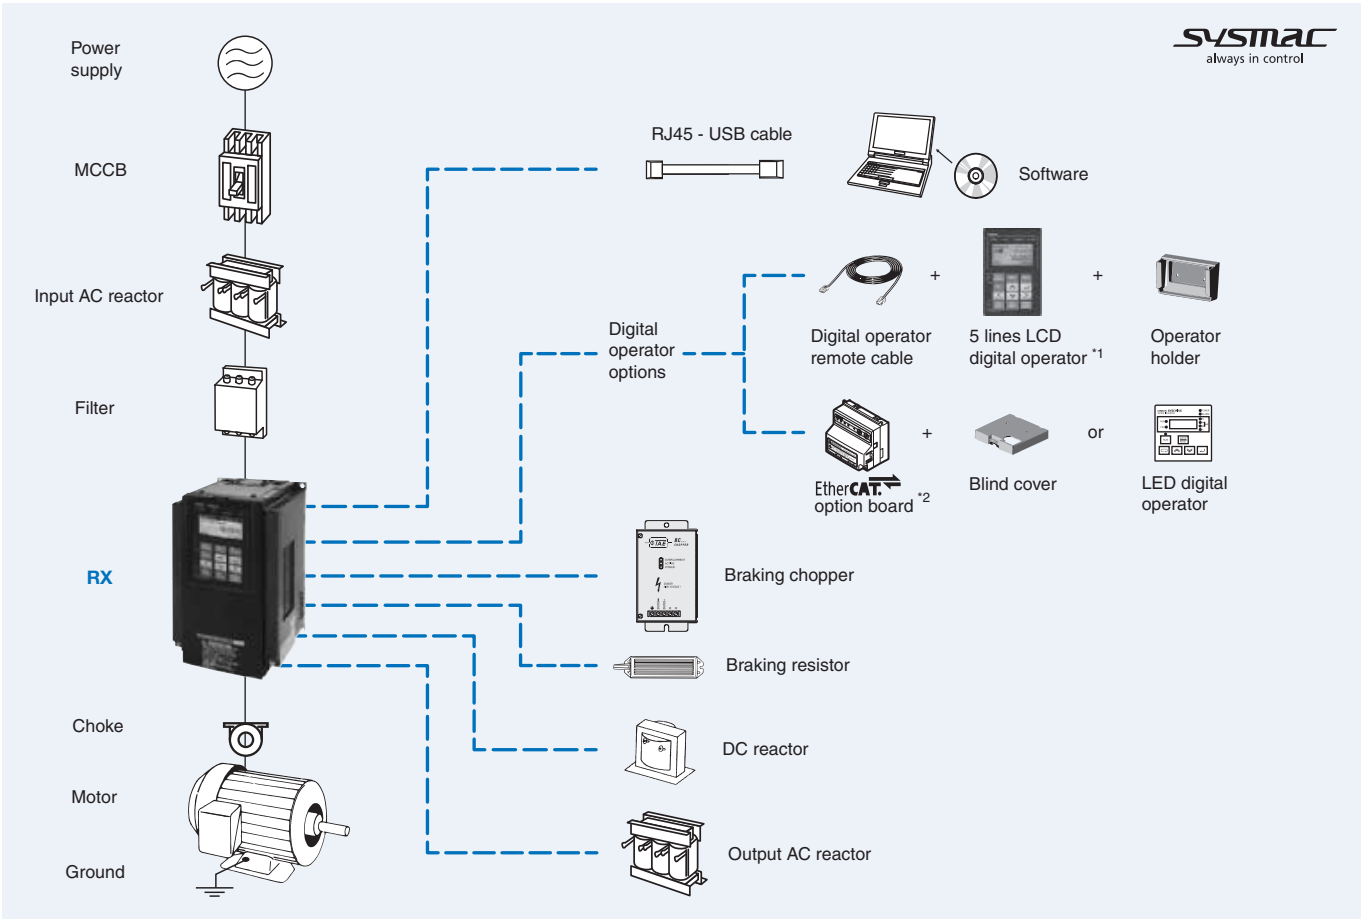 Power
supply
sysmac
always in control
MCCB
RJ45 - USB cable
Software
Input AC reactor
Digital
operator
options
Digital operator
remote cable
+
5 lines LCD
digital operator *1
+
Operator
holder
Filter
EtherCAT.
option board *2
+
Blind cover
or
LED digital
operator
RX
Braking chopper
Braking resistor
Choke
DC reactor
Motor
Output AC reactor
Ground